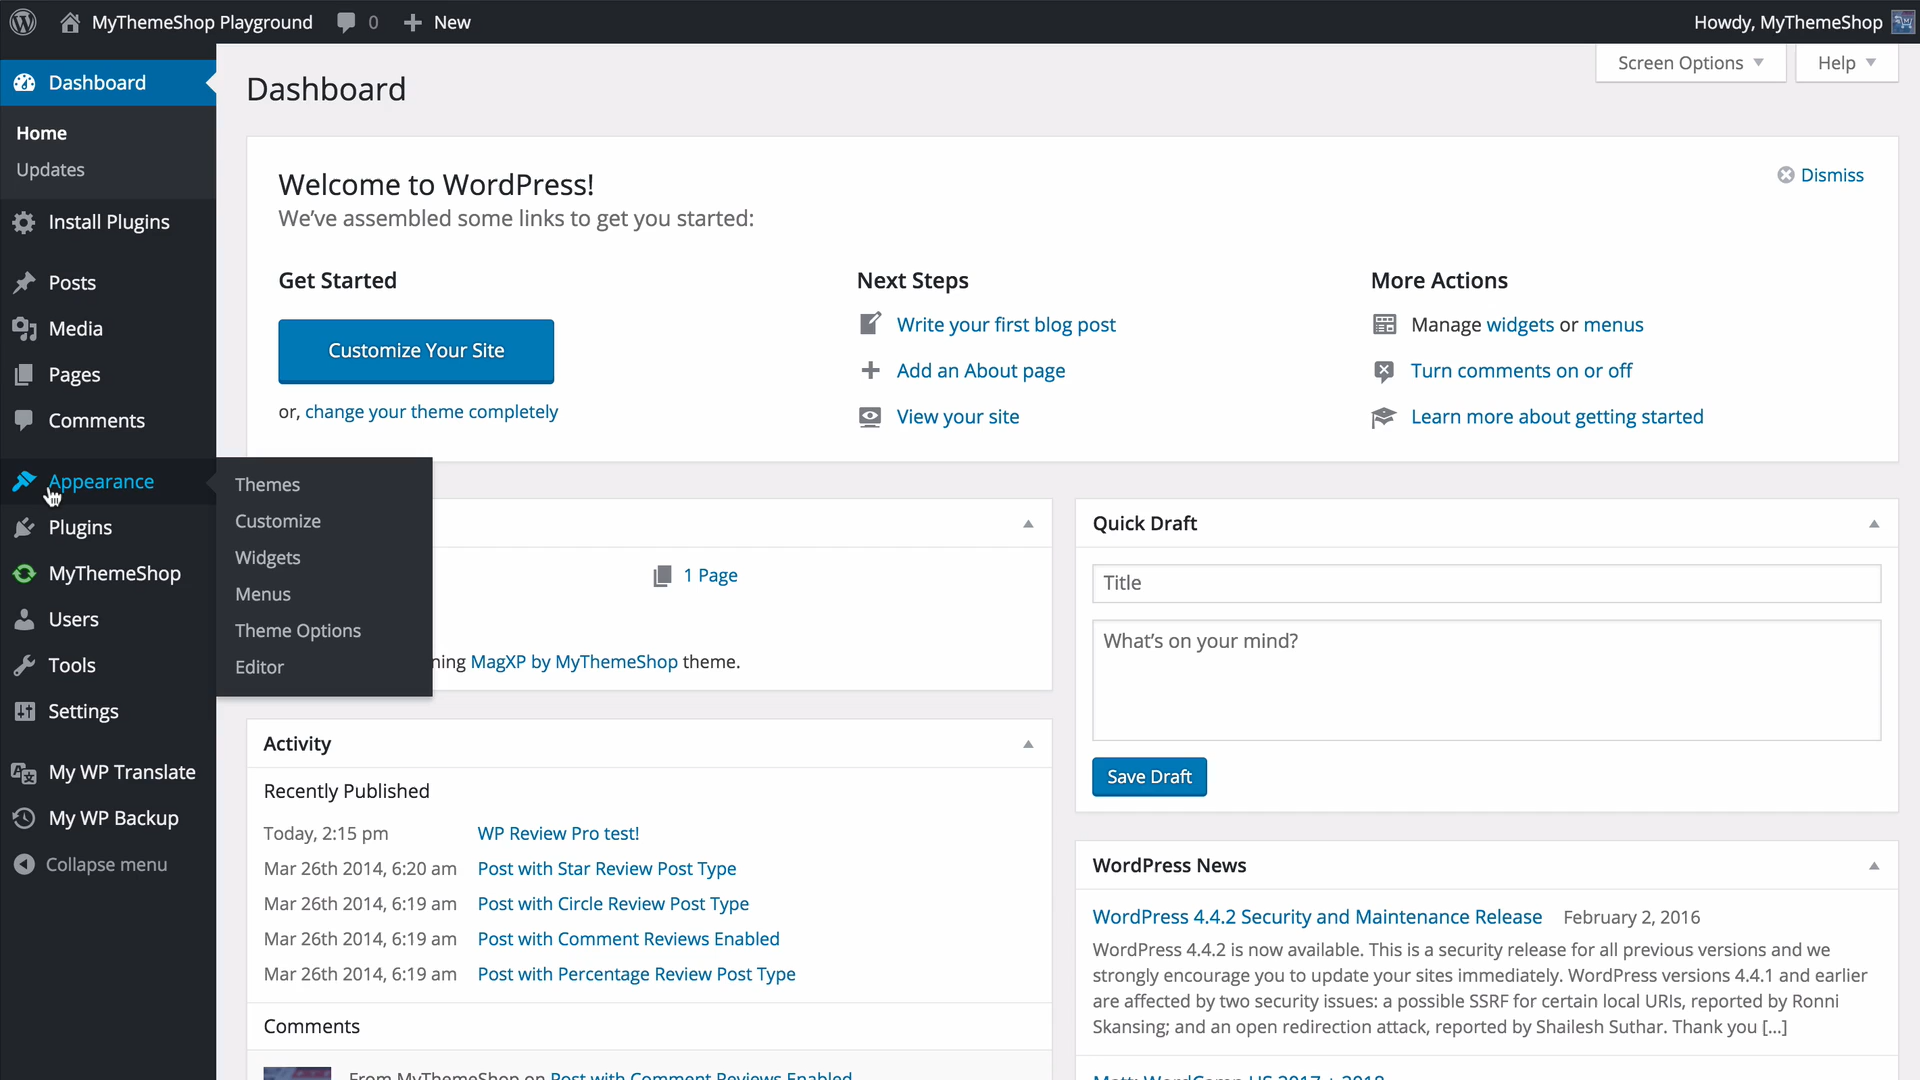 MyThemeShop Playground
0
New
Howdy, MyThemeShop
Screen Options
Help
Dashboard
Home
Updates
Install Plugins
Posts
Media
Pages
Comments
Appearance
Plugins
MyThemeShop
Users
Tools
Settings
My WP Translate
My WP Backup
Collapse menu
Themes
Customize
Widgets
Menus
Theme Options
Editor
Dashboard
Welcome to WordPress!
We've assembled some links to get you started:
Dismiss
Get Started
Customize Your Site
or, change your theme completely
Next Steps
Write your first blog post
Add an About page
View your site
More Actions
Manage widgets or menus
Turn comments on or off
Learn more about getting started
1 Page
MagXP by MyThemeShop theme.
Activity
Recently Published
Today, 2:15 pm WP Review Pro test!
Mar 26th 2014, 6:20 am Post with Star Review Post Type
Mar 26th 2014, 6:19 am Post with Circle Review Post Type
Mar 26th 2014, 6:19 am Post with Comment Reviews Enabled
Mar 26th 2014, 6:19 am Post with Percentage Review Post Type
Comments
From MyThemeShop on Post with Comment Reviews Enabled
Quick Draft
Title
What's on your mind?
Save Draft
WordPress News
WordPress 4.4.2 Security and Maintenance Release February 2, 2016
WordPress 4.4.2 is now available. This is a security release for all previous versions and we
strongly encourage you to update your sites immediately. WordPress versions 4.4.1 and earlier
are affected by two security issues: a possible SSRF for certain local URIs, reported by Ronni
Skansing; and an open redirection attack, reported by Shailesh Suthar. Thank you [...]